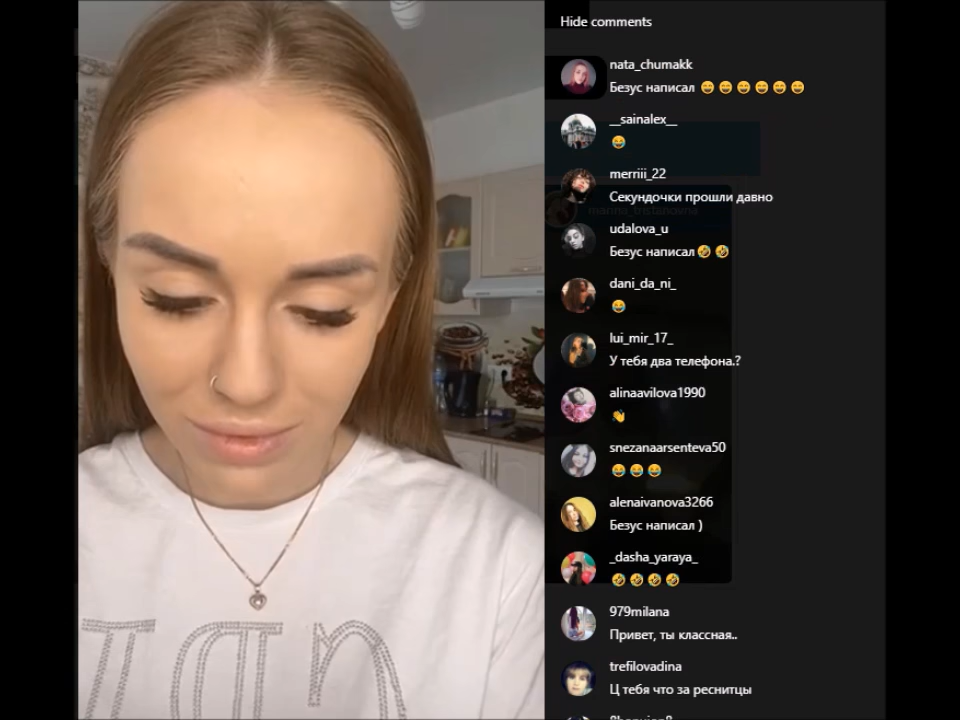 Hide comments
nata_chumakk
Безус написал 😄😄😄😄😄😄
__sainalex__
😂
merriii_22
Секундочки прошли давно
udalova_u
Безус написал🤣🤣
dani_da_ni_
😂
lui_mir_17_
У тебя два телефона.?
alinaavilova1990
👏
snezanaarsenteva50
😂😂😂
alenaivanova3266
Безус написал )
_dasha_yaraya_
🤣🤣🤣🤣
979milana
Привет, ты классная..
trefilovadina
Ц тебя что за реснитцы